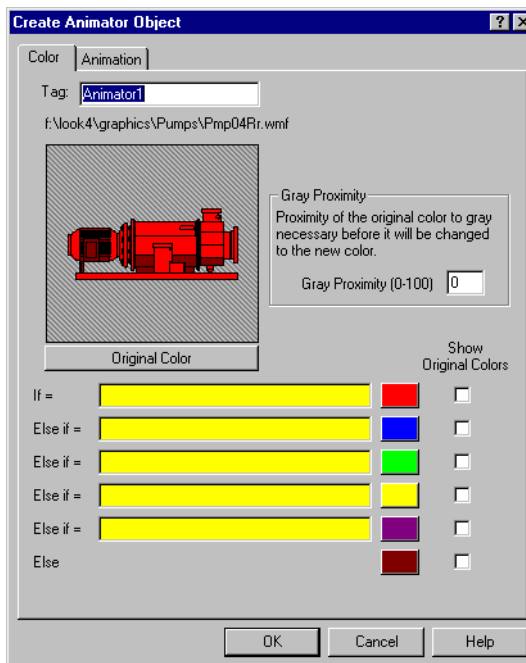 Create Animator Object
Color Animation
Tag: Animator1
f:\look4\graphics\Pumps\Pmp04Rr.wmf
Gray Proximity
Proximity of the original color to gray
necessary before it will be changed
to the new color.
Gray Proximity (0-100) 0
Original Color
Show
Original Colors
If =
Else if =
Else if =
Else if =
Else if =
Else
OK Cancel Help